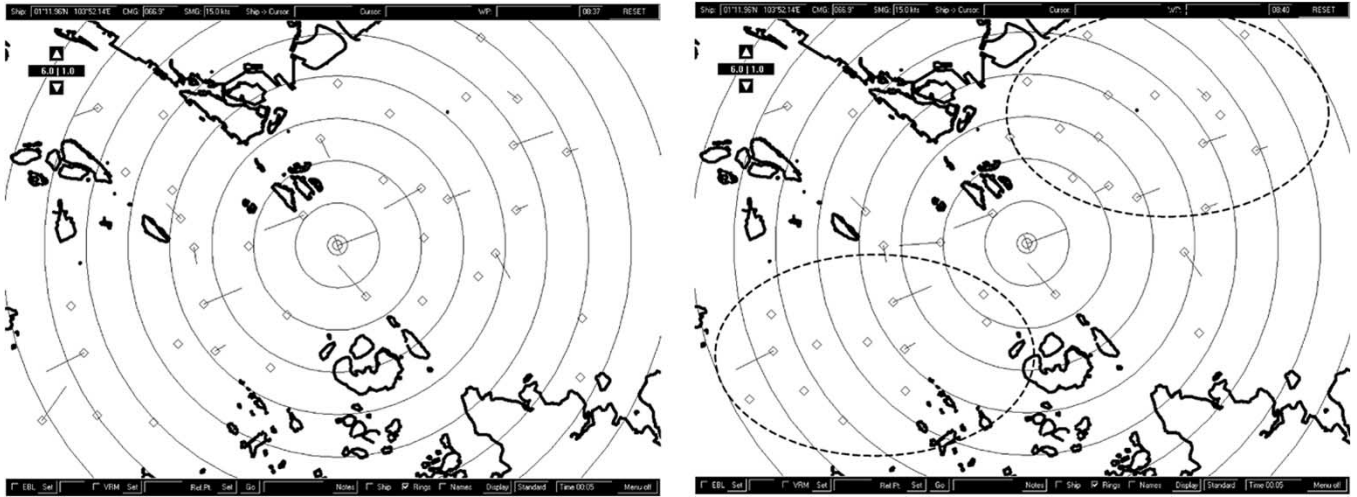 Ship: 01°11.96N 103°52.14'E CMG: 066.9° SMG: 15.0 kts Ship -> Cursor: Cursor: WP: 08:37 RESET
6.0 | 1.0
EBL Set VRM Set Rel.Pt. Set Go Notes Ship Rings Names Display Standard Time 00:05 Menu off
Ship: 01°11.96N 103°52.14'E CMG: 066.9° SMG: 15.0 kts Ship -> Cursor: Cursor: 08:40 RESET
6.0 | 1.0
EBL Set VRM Set Rel.Pt. Set Go Notes Ship Rings Names Display Standard Time 00:05 Menu off